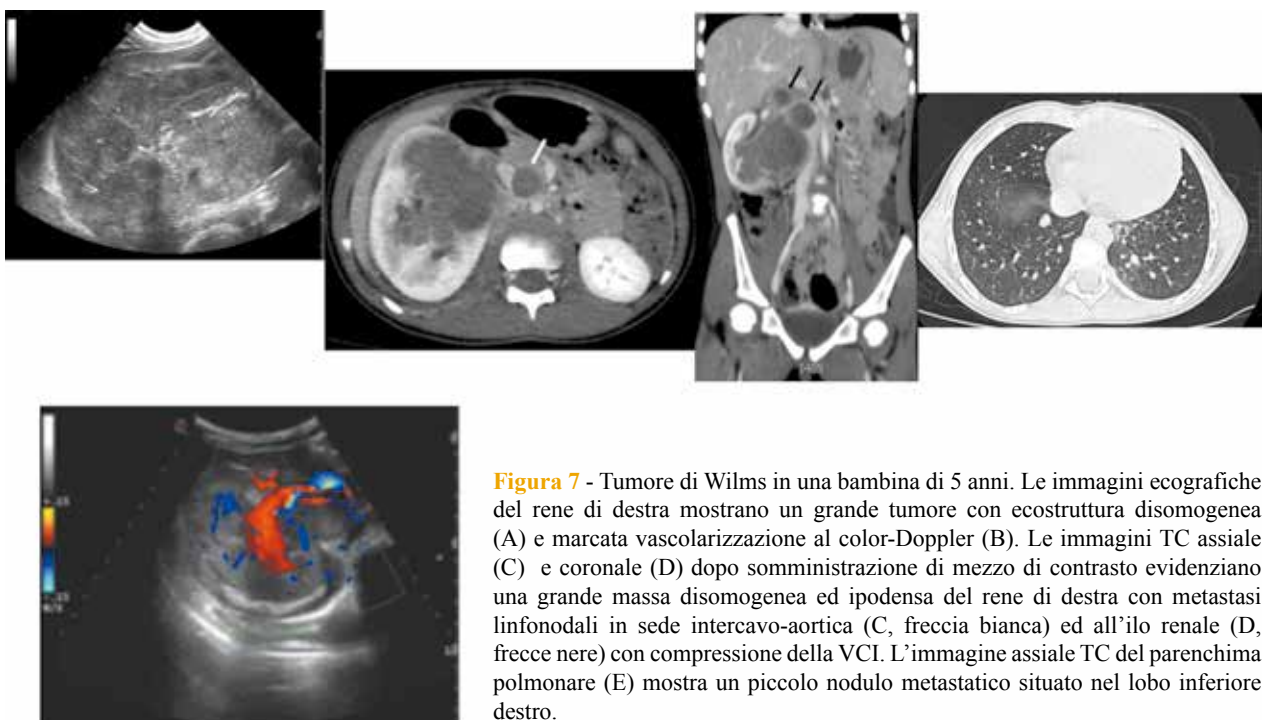 Figura 7 - Tumore di Wilms in una bambina di 5 anni. Le immagini ecografiche
del rene di destra mostrano un grande tumore con ecostruttura disomogenea
(A) e marcata vascolarizzazione al color-Doppler (B). Le immagini TC assiale
(C) e coronale (D) dopo somministrazione di mezzo di contrasto evidenziano
una grande massa disomogenea ed ipodensa del rene di destra con metastasi
linfonodali in sede intercavo-aortica (C, freccia bianca) ed all'ilo renale (D,
frecce nere) con compressione della VCI. L'immagine assiale TC del parenchima
polmonare (E) mostra un piccolo nodulo metastatico situato nel lobo inferiore
destro.